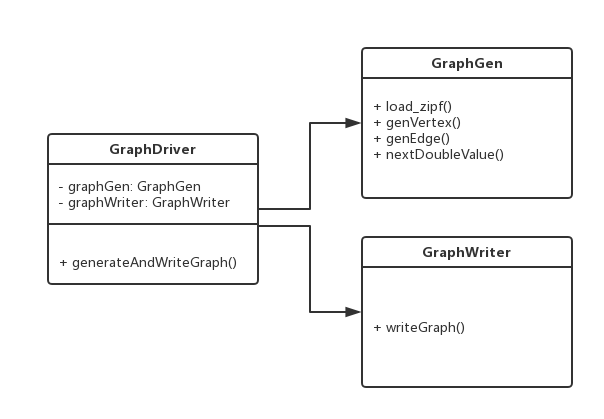 GraphGen
+ load_zipf()
+ genVertex()
+ genEdge()
+ nextDoubleValue()
GraphDriver
- graphGen: GraphGen
- graphWriter: GraphWriter
+ generateAndWriteGraph()
GraphWriter
+ writeGraph()